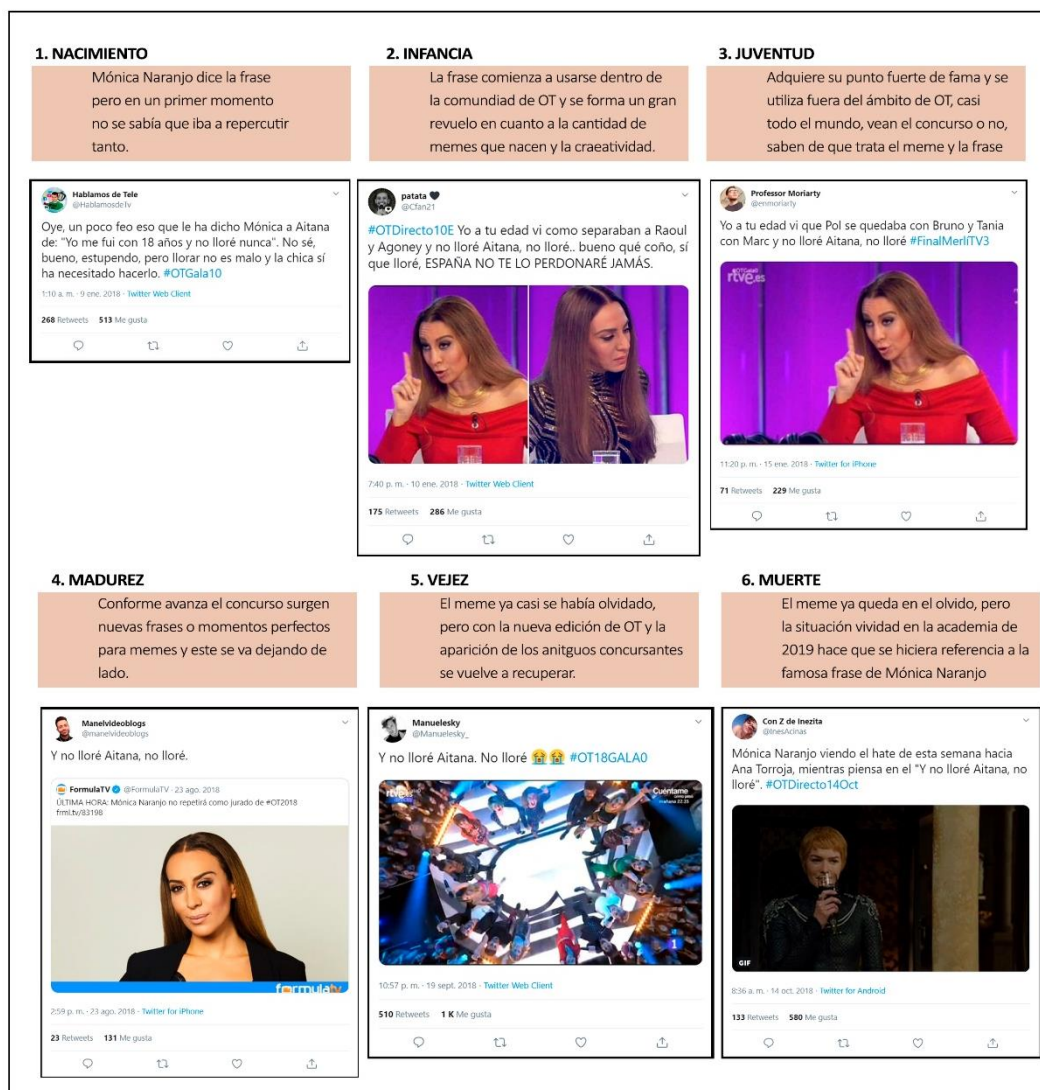 1. NACIMIENTO
Mónica Naranjo dice la frase
pero en un primer momento
no se sabía que iba a repercutir
tanto.
Hablamos de Tele
@HablamosdeTv
Oye, un poco feo eso que le ha dicho Mónica a Aitana
de: "Yo me fui con 18 años y no lloré nunca". No sé,
bueno, estupendo, pero llorar no es malo y la chica sí
ha necesitado hacerlo. #OTGala10
1:10 a. m. · 9 ene. 2018 · Twitter Web Client
268 Retweets 513 Me gusta
2. INFANCIA
La frase comienza a usarse dentro de
la comundiad de OT y se forma un gran
revuelo en cuanto a la cantidad de
memes que nacen y la craeatividad.
patata
@Cfan21
#OTDirecto10E Yo a tu edad vi como separaban a Raoul
y Agoney y no lloré Aitana, no lloré.. bueno qué coño, sí
que lloré, ESPAÑA NO TE LO PERDONARÉ JAMÁS.
7:40 p. m. · 10 ene. 2018 · Twitter Web Client
175 Retweets 286 Me gusta
3. JUVENTUD
Adquiere su punto fuerte de fama y se
utiliza fuera del ámbito de OT, casi
todo el mundo, vean el concurso o no,
saben de que trata el meme y la frase
Professor Moriarty
@enmoriarty
Yo a tu edad vi que Pol se quedaba con Bruno y Tania
con Marc y no lloré Aitana, no lloré #FinalMerlíTV3
rtve.es
11:20 p. m. · 15 ene. 2018 · Twitter for iPhone
71 Retweets 229 Me gusta
4. MADUREZ
Conforme avanza el concurso surgen
nuevas frases o momentos perfectos
para memes y este se va dejando de
lado.
Manelvideoblogs
@manelvideoblogs
Y no lloré Aitana, no lloré.
FormulaTV @FormulaTV · 23 ago. 2018
ÚLTIMA HORA: Mónica Naranjo no repetirá como jurado de #OT2018
frml.tv/83198
formulatv
2:59 p. m. · 23 ago. 2018 · Twitter for iPhone
23 Retweets 131 Me gusta
5. VEJEZ
El meme ya casi se había olvidado,
pero con la nueva edición de OT y la
aparición de los anitguos concursantes
se vuelve a recuperar.
Manuelesky
@Manuelesky_
Y no lloré Aitana. No lloré 😭😭 #OT18GALA0
rtve
Cuéntame
mañana 22:35
1
10:57 p. m. · 19 sept. 2018 · Twitter Web Client
510 Retweets 1 K Me gusta
6. MUERTE
El meme ya queda en el olvido, pero
la situación vividad en la academia de
2019 hace que se hiciera referencia a la
famosa frase de Mónica Naranjo
Con Z de Inezita
@InesAcinas
Mónica Naranjo viendo el hate de esta semana hacia
Ana Torroja, mientras piensa en el "Y no lloré Aitana, no
lloré". #OTDirecto14Oct
GIF
8:36 a. m. · 14 oct. 2018 · Twitter for Android
133 Retweets 580 Me gusta